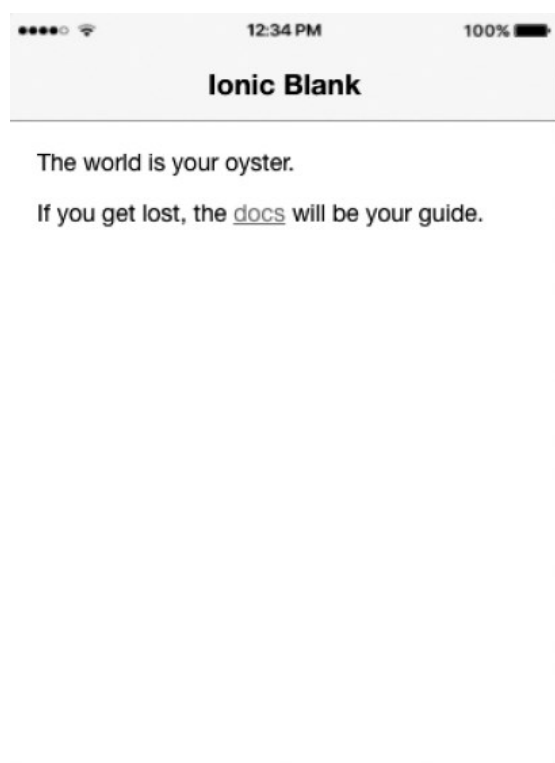 12:34 PM 100%
Ionic Blank
The world is your oyster.
If you get lost, the docs will be your guide.